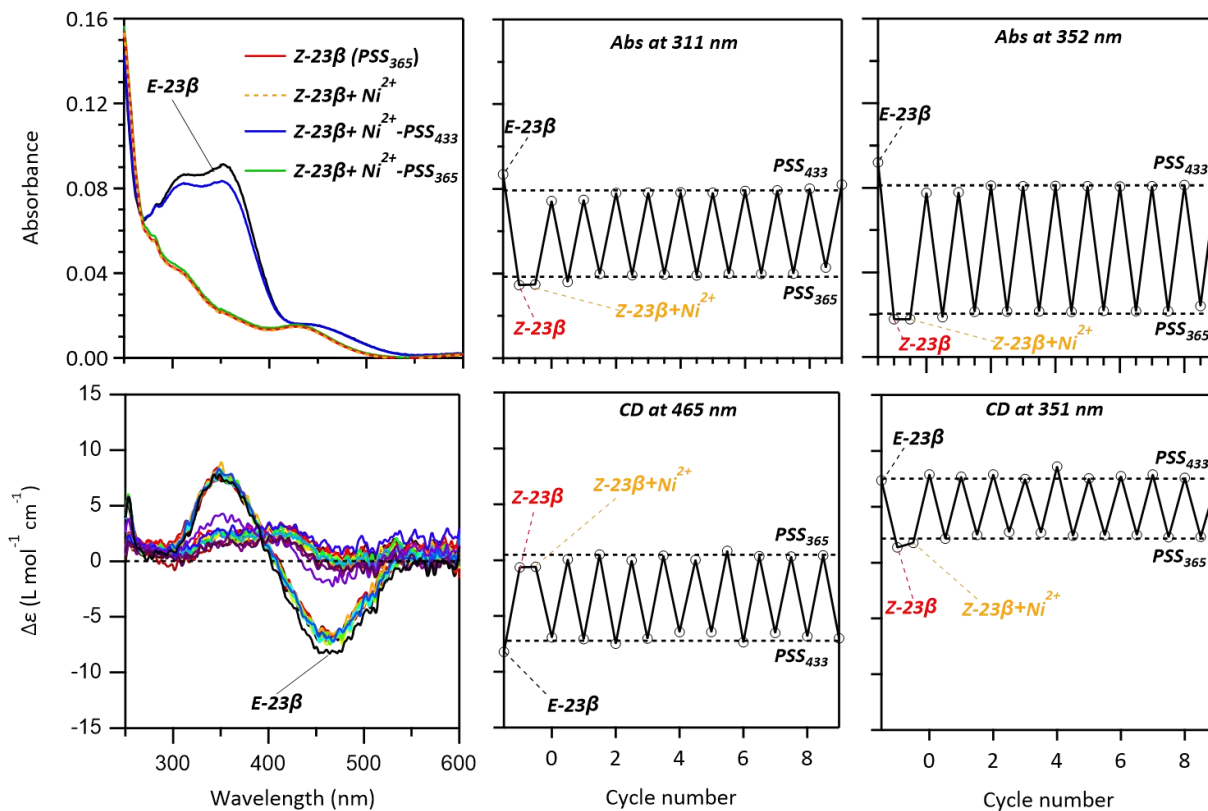 0.16
0.12
0.08
0.04
0.00
Absorbance
E-23β
Z-23β (PSS₃₆₅)
Z-23β+ Ni²⁺
Z-23β+ Ni²⁺-PSS₄₃₃
Z-23β+ Ni²⁺-PSS₃₆₅
Abs at 311 nm
E-23β
PSS₄₃₃
PSS₃₆₅
Z-23β+Ni²⁺
Z-23β
Abs at 352 nm
E-23β
PSS₄₃₃
PSS₃₆₅
Z-23β+Ni²⁺
Z-23β
15
10
5
0
-5
-10
-15
Δε (L mol⁻¹ cm⁻¹)
E-23β
300
400
500
600
Wavelength (nm)
CD at 465 nm
Z-23β+Ni²⁺
Z-23β
PSS₃₆₅
PSS₄₃₃
E-23β
0
2
4
6
8
Cycle number
CD at 351 nm
E-23β
PSS₄₃₃
PSS₃₆₅
Z-23β
Z-23β+Ni²⁺
0
2
4
6
8
Cycle number